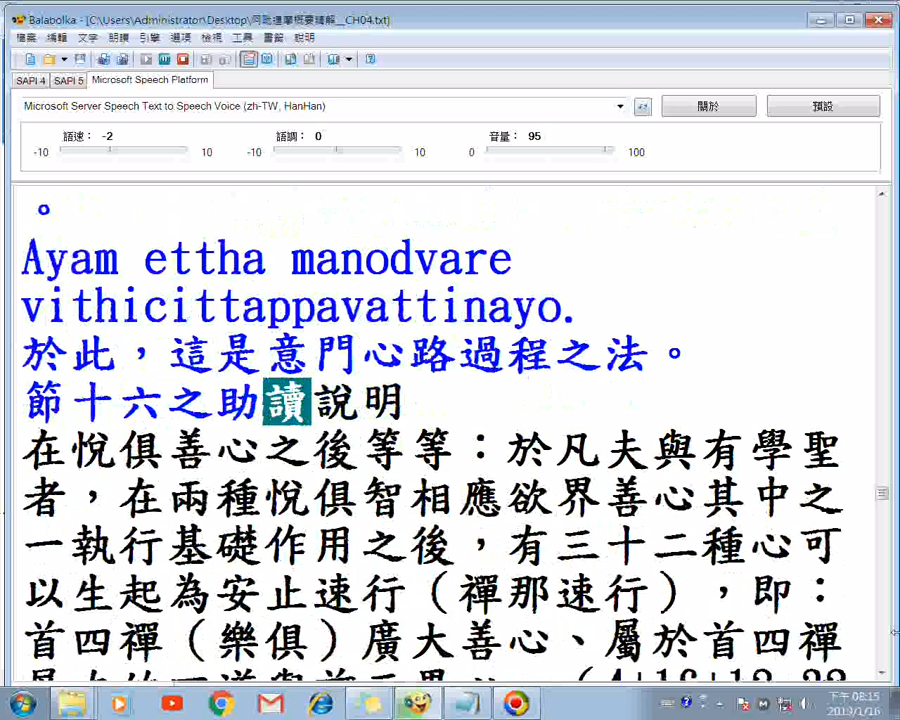 Balabolka - [C:\Users\Administraton\Desktop\阿毗達摩概要精解__CH04.txt]
檔案 編輯 文字 朗讀 引擎 選項 檢視 工具 書籤 說明
SAPI 4 SAPI 5 Microsoft Speech Platform
Microsoft Server Speech Text to Speech Voice (zh-TW, HanHan)
關於 預設
語速： -2 語調： 0 音量： 95
-10 10 -10 10 0 100
。
Ayam ettha manodvare
vithicittappavattinayo.
於此，這是意門心路過程之法。
節十六之助讀說明
在悅俱善心之後等等：於凡夫與有學聖
者，在兩種悅俱智相應欲界善心其中之
一執行基礎作用之後，有三十二種心可
以生起為安止速行（禪那速行），即：
首四禪（樂俱）廣大善心、屬於首四禪
下午 08:15
2019/1/16